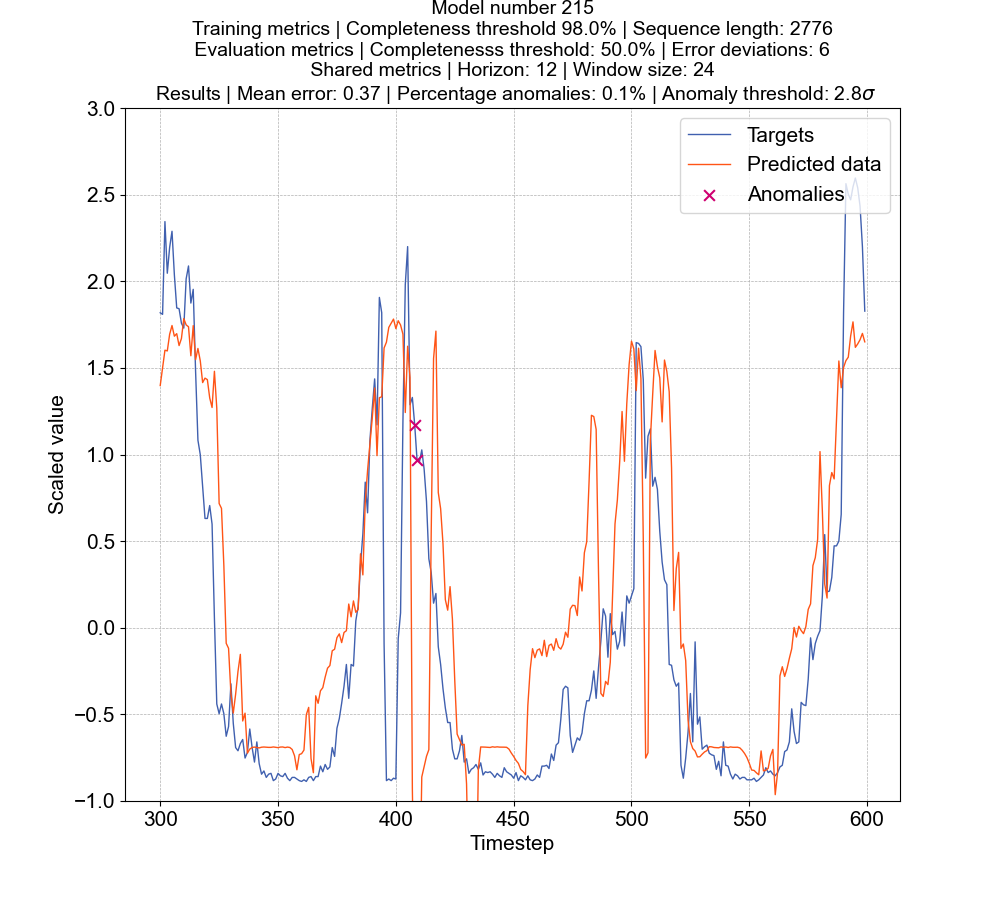 Model number 215
Training metrics | Completeness threshold 98.0% | Sequence length: 2776
Evaluation metrics | Completenesss threshold: 50.0% | Error deviations: 6
Shared metrics | Horizon: 12 | Window size: 24
Results | Mean error: 0.37 | Percentage anomalies: 0.1% | Anomaly threshold: 2.8σ
3.0
2.5
2.0
1.5
1.0
0.5
0.0
−0.5
−1.0
Scaled value
Targets
Predicted data
Anomalies
300 350 400 450 500 550 600
Timestep